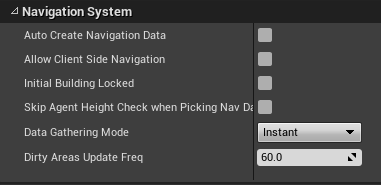 Navigation System
Auto Create Navigation Data
Allow Client Side Navigation
Initial Building Locked
Skip Agent Height Check when Picking Nav Da
Data Gathering Mode Instant
Dirty Areas Update Freq 60.0